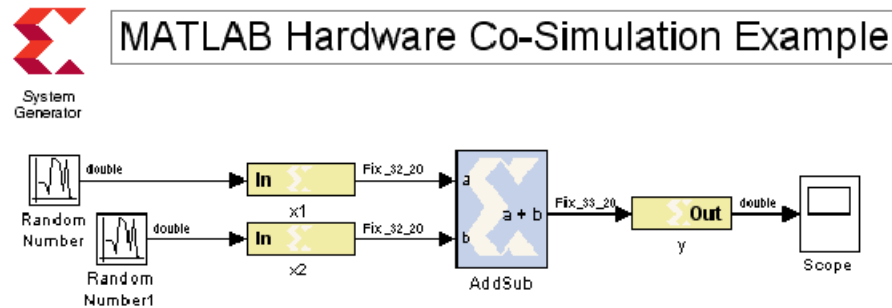 MATLAB Hardware Co-Simulation Example
System
Generator
double
Fix_32_20
In
x1
a
Random
Number
double
Fix_32_20
In
x2
b
Random
Number1
a + b
AddSub
Fix_33_20
Out
y
double
Scope